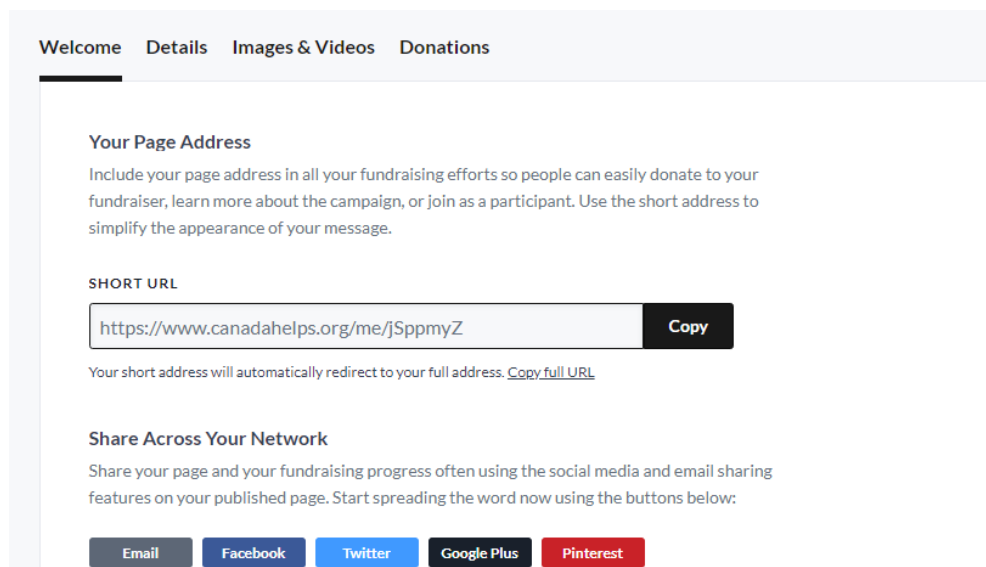 Welcome Details Images & Videos Donations
Your Page Address
Include your page address in all your fundraising efforts so people can easily donate to your
fundraiser, learn more about the campaign, or join as a participant. Use the short address to
simplify the appearance of your message.
SHORT URL
https://www.canadahelps.org/me/jSppmyZ Copy
Your short address will automatically redirect to your full address. Copy full URL
Share Across Your Network
Share your page and your fundraising progress often using the social media and email sharing
features on your published page. Start spreading the word now using the buttons below:
Email Facebook Twitter Google Plus Pinterest